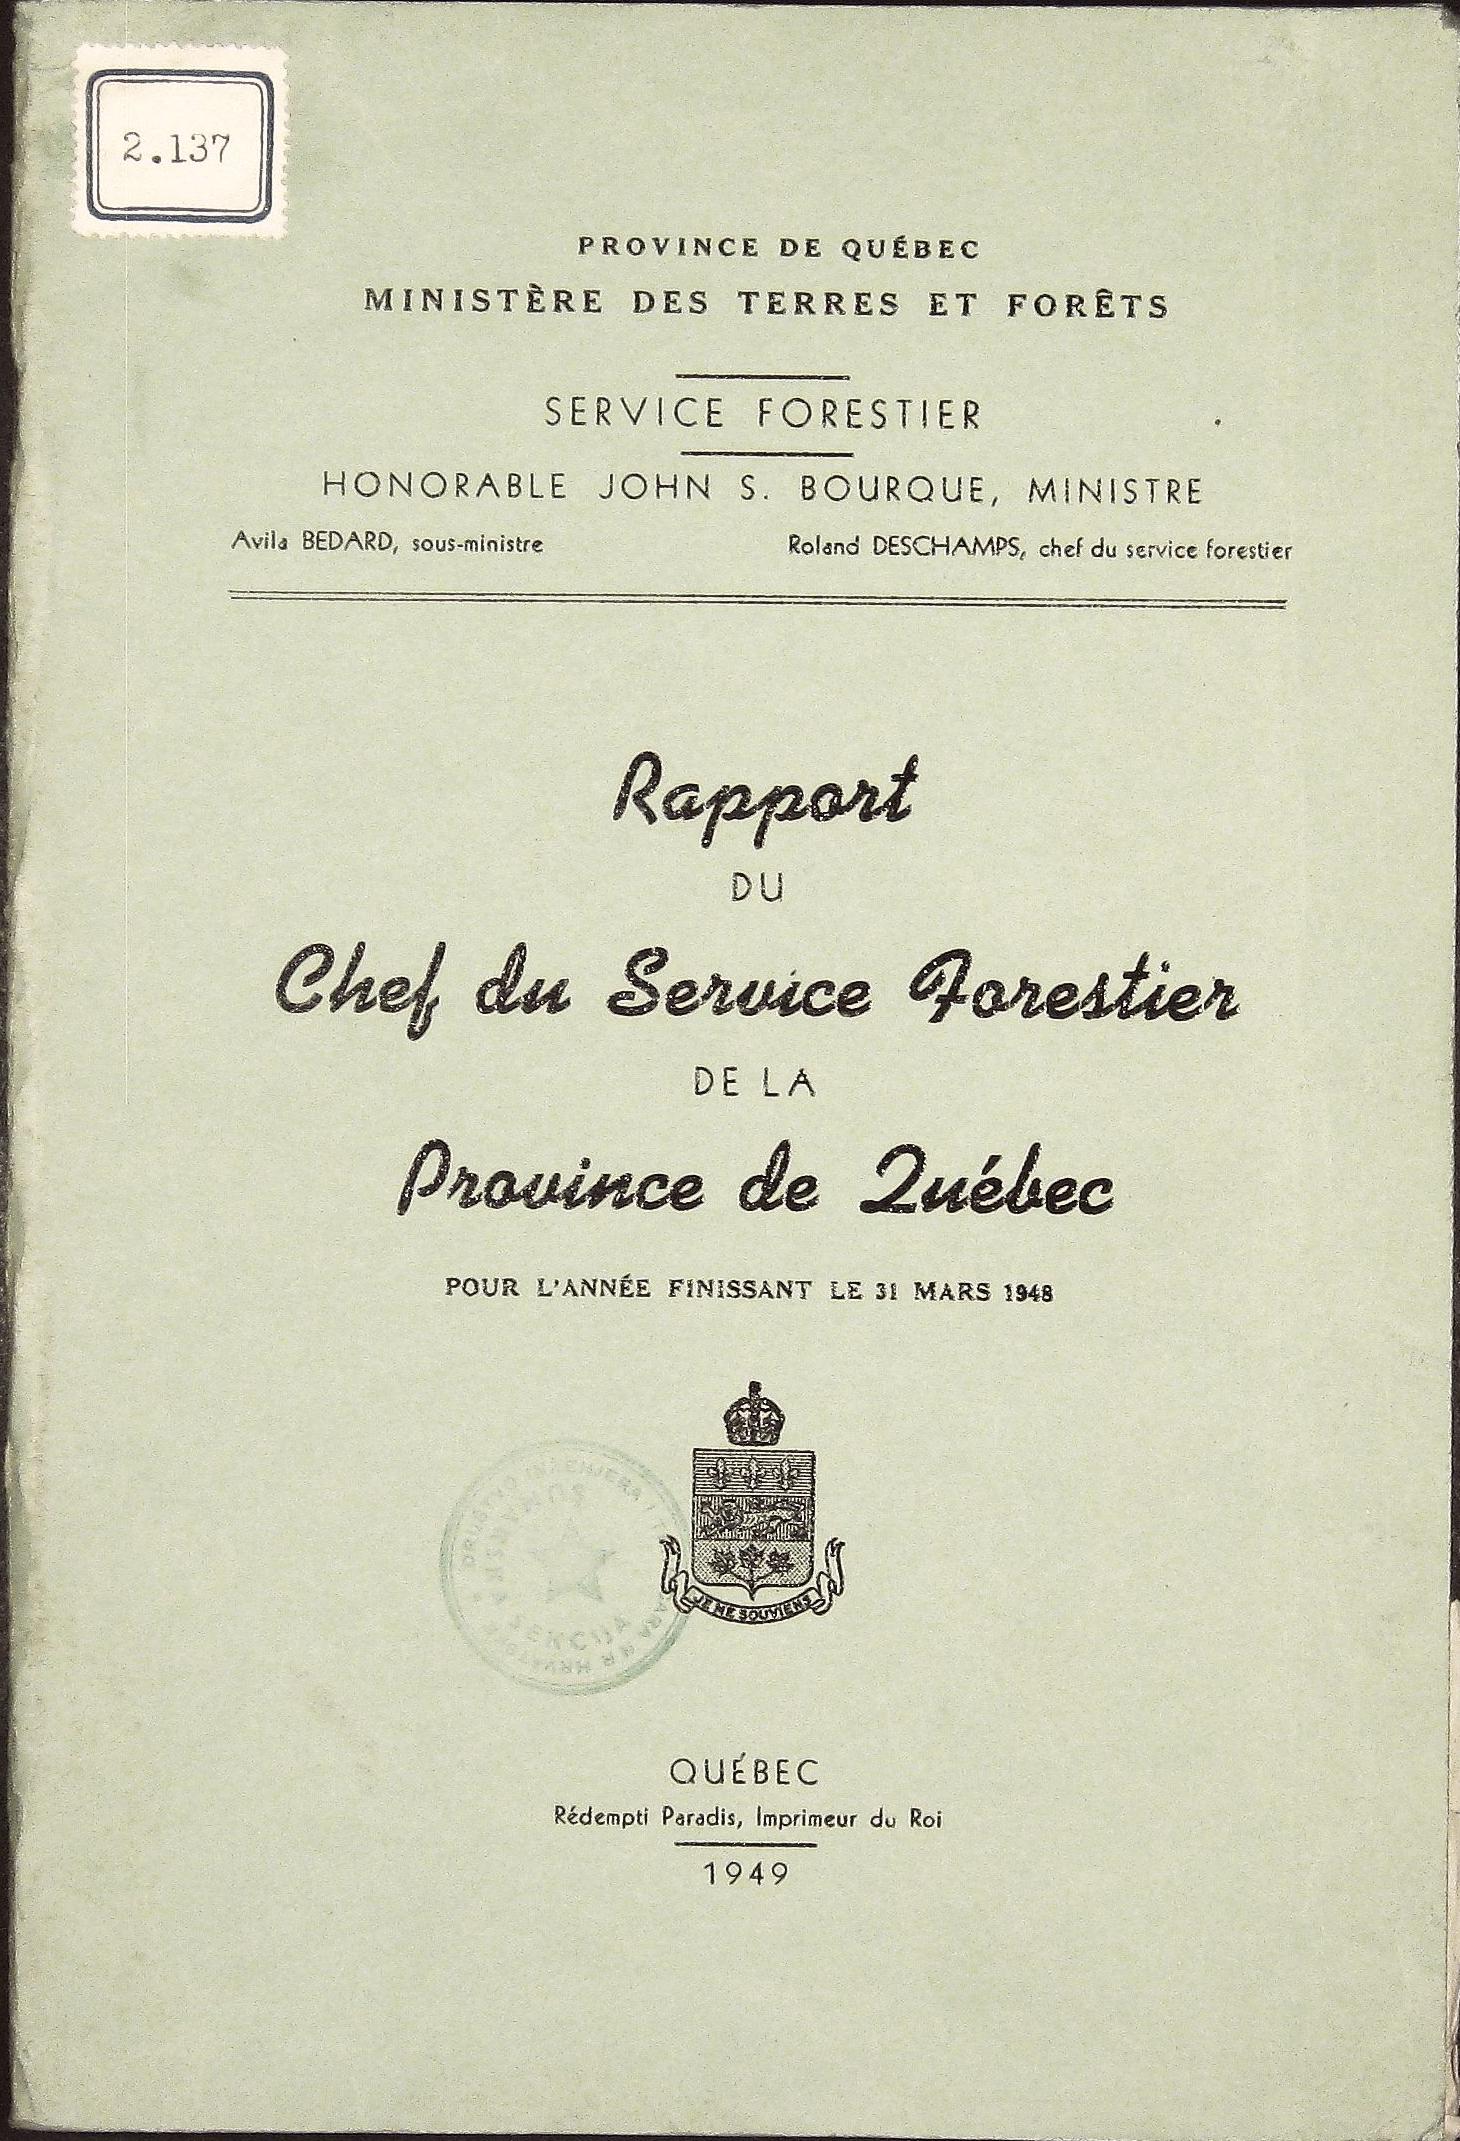 2.137
PROVINCE DE QUÉBEC
MINISTÈRE DES TERRES ET FORÊTS
SERVICE FORESTIER
HONORABLE JOHN S. BOURQUE, MINISTRE
Avila BEDARD, sous-ministre Roland DESCHAMPS, chef du service forestier
Rapport
DU
Chef du Service Forestier
DE LA
Province de Québec
POUR L'ANNÉE FINISSANT LE 31 MARS 1948
JE ME SOUVIENS
ŠUMARSKA
SEKCIJA
QUÉBEC
Rédempti Paradis, Imprimeur du Roi
1949